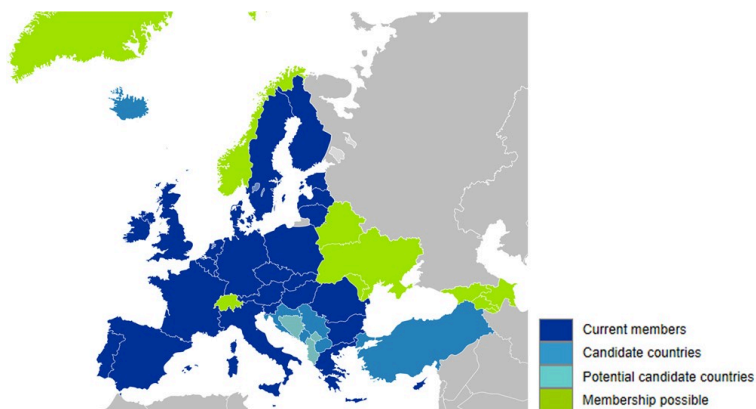 Current members
Candidate countries
Potential candidate countries
Membership possible